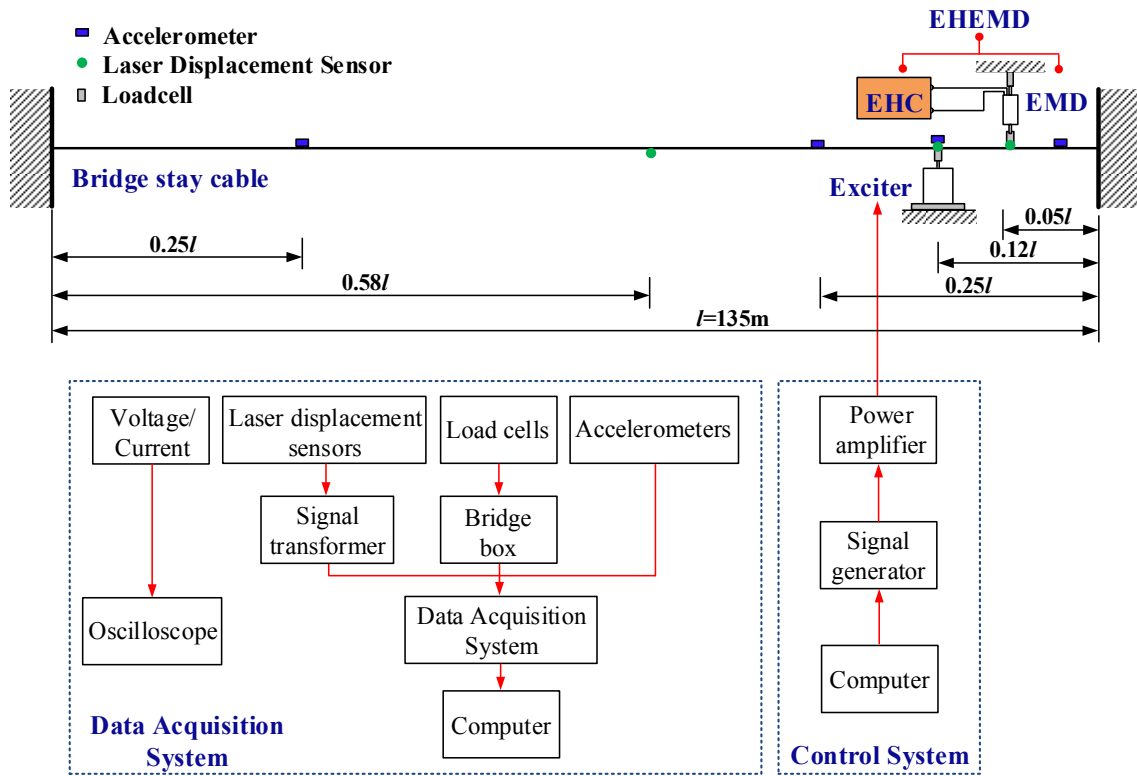 EHEMD
Accelerometer
Laser Displacement Sensor
Loadcell
EHC
EMD
Bridge stay cable
Exciter
0.05l
0.25l
0.12l
0.58l
0.25l
l=135m
Voltage/
Current
Laser displacement
sensors
Load cells
Accelerometers
Power
amplifier
Signal
transformer
Bridge
box
Signal
generator
Oscilloscope
Data Acquisition
System
Computer
Computer
Data Acquisition
System
Control System